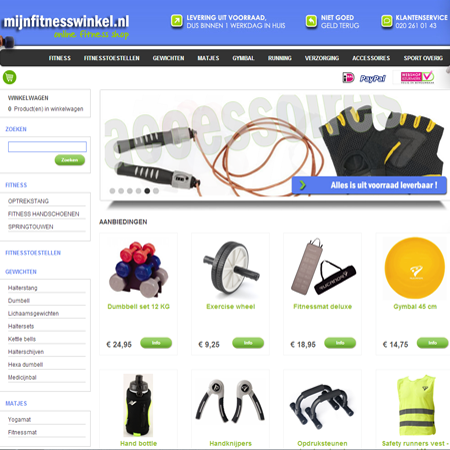 mijnfitnesswinkel.nl
online fitness shop
LEVERING UIT VOORRAAD,
DUS BINNEN 1 WERKDAG IN HUIS
NIET GOED
GELD TERUG
KLANTENSERVICE
020 261 01 43
FITNESS FITNESSTOESTELLEN GEWICHTEN MATJES GYMBAL RUNNING VERZORGING ACCESSOIRES SPORT OVERIG
PayPal
WINKELWAGEN
0 Product(en) in winkelwagen
ZOEKEN
Zoeken
FITNESS
OPTREKSTANG
FITNESS HANDSCHOENEN
SPRINGTOUWEN
FITNESSTOESTELLEN
GEWICHTEN
Halterstang
Dumbell
Lichaamsgewichten
Haltersets
Kettle bells
Halterschijven
Hexa dumbell
Medicijnbal
MATJES
Yogamat
Fitnessmat
accessoires
Alles is uit voorraad leverbaar !
AANBIEDINGEN
Dumbbell set 12 KG
€ 24,95 Info
Exercise wheel
€ 9,25 Info
Fitnessmat deluxe
€ 18,95 Info
Gymbal 45 cm
€ 14,75 Info
Hand bottle
Handknijpers
Opdruksteunen
Safety runners vest -